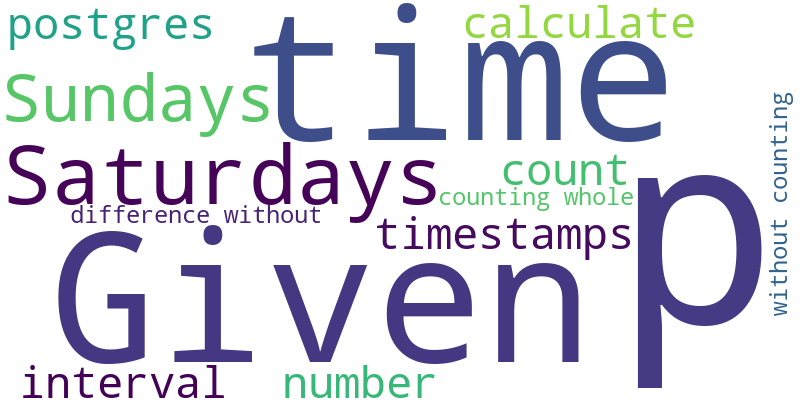 postgres
calculate
time
Sundays
Saturdays
count
counting whole
without counting
difference without
timestamps
p
Given
interval
number